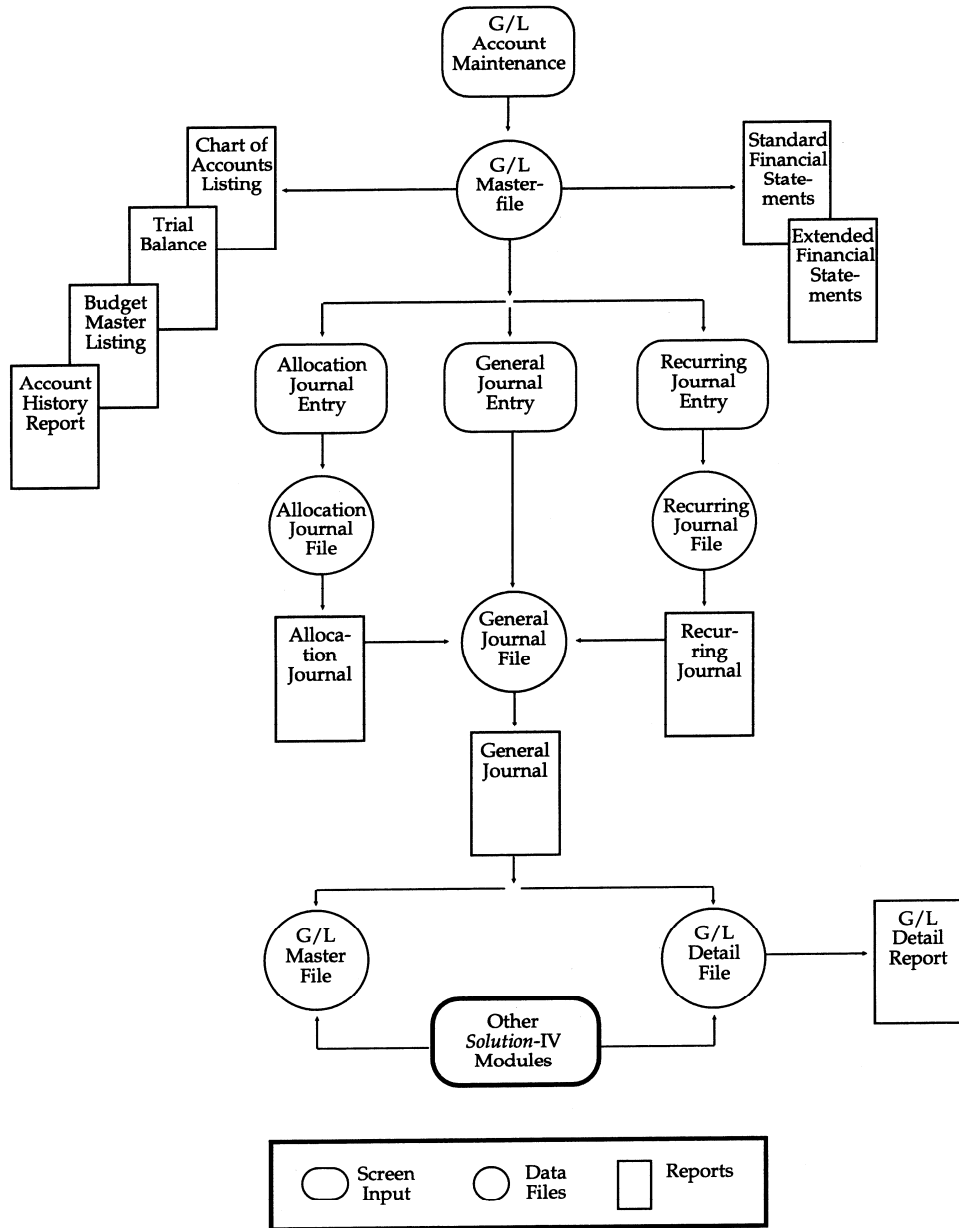 G/L
Account
Maintenance
G/L
Master-
file
Chart of
Accounts
Listing
Trial
Balance
Budget
Master
Listing
Account
History
Report
Standard
Financial
State-
ments
Extended
Financial
State-
ments
Allocation
Journal
Entry
General
Journal
Entry
Recurring
Journal
Entry
Allocation
Journal
File
Recurring
Journal
File
Alloca-
tion
Journal
General
Journal
File
Recur-
ring
Journal
General
Journal
G/L
Master
File
G/L
Detail
File
G/L
Detail
Report
Other
Solution-IV
Modules
Screen
Input
Data
Files
Reports